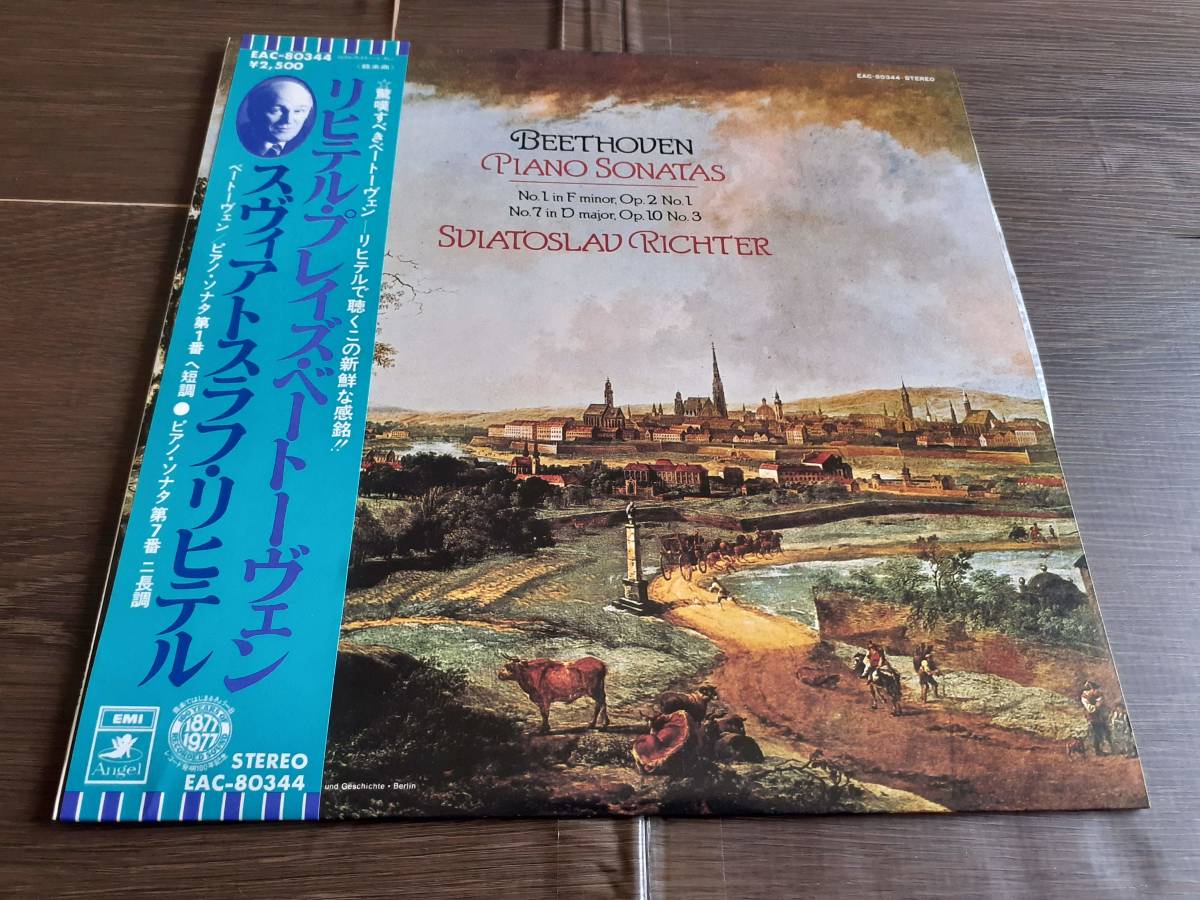 EAC-80344
¥2,500
リヒテル・プレイズ・ベートーヴェン
スヴィアトスラフ・リヒテル
☆驚嘆すべきベートーヴェン—リヒテルで聴くこの新鮮な感銘!!
ベートーヴェン/ピアノ・ソナタ第1番 ヘ短調●ピアノ・ソナタ第7番 ニ長調
EMI
Angel
100 YEARS OF RECORDED SOUND
1877
1977
STEREO
EAC-80344
EAC-80344・STEREO
BEETHOVEN
PIANO SONATAS
No.1 in F minor, Op.2 No.1
No.7 in D major, Op.10 No.3
SVIATOSLAV RICHTER
und Geschichte・Berlin